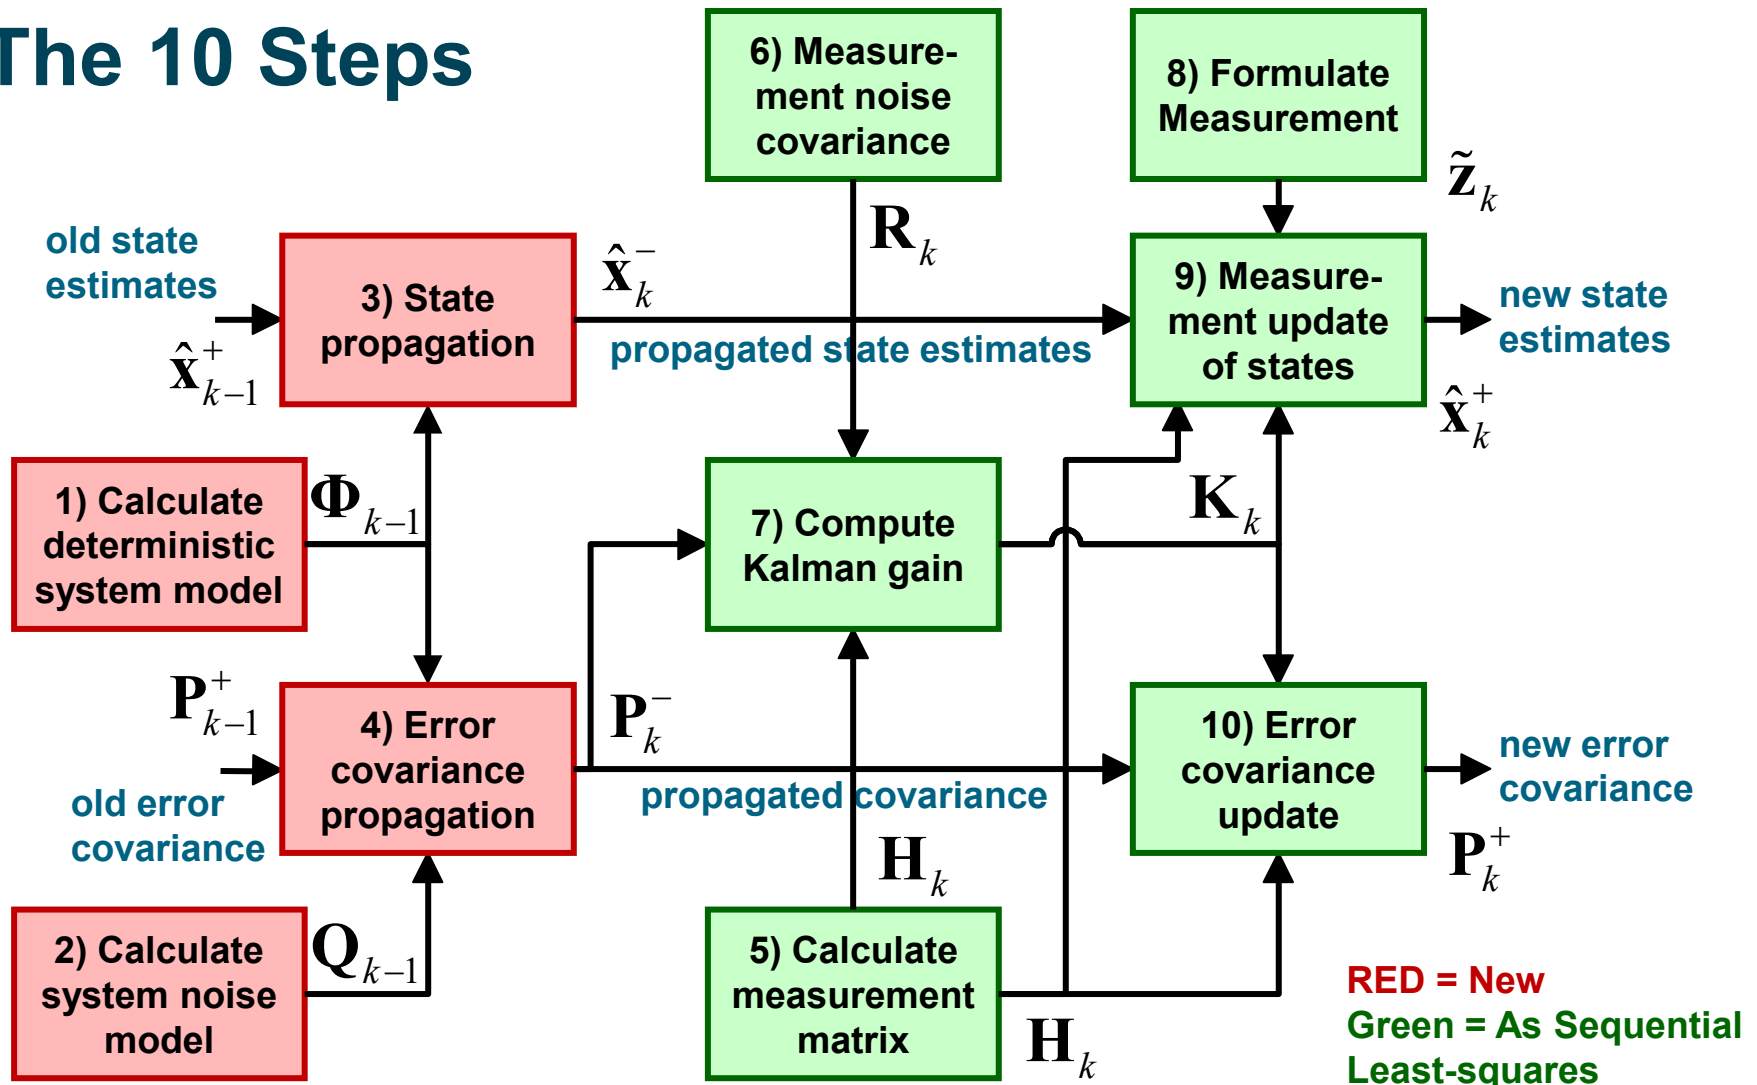 The 10 Steps
6) Measure-
ment noise
covariance
8) Formulate
Measurement
z̃ₖ
Rₖ
old state
estimates
x̂⁺ₖ₋₁
3) State
propagation
x̂⁻ₖ
propagated state estimates
9) Measure-
ment update
of states
new state
estimates
x̂⁺ₖ
1) Calculate
deterministic
system model
Φₖ₋₁
7) Compute
Kalman gain
Kₖ
P⁺ₖ₋₁
old error
covariance
4) Error
covariance
propagation
P⁻ₖ
propagated covariance
10) Error
covariance
update
new error
covariance
P⁺ₖ
Hₖ
2) Calculate
system noise
model
Qₖ₋₁
5) Calculate
measurement
matrix
Hₖ
RED = New
Green = As Sequential
Least-squares